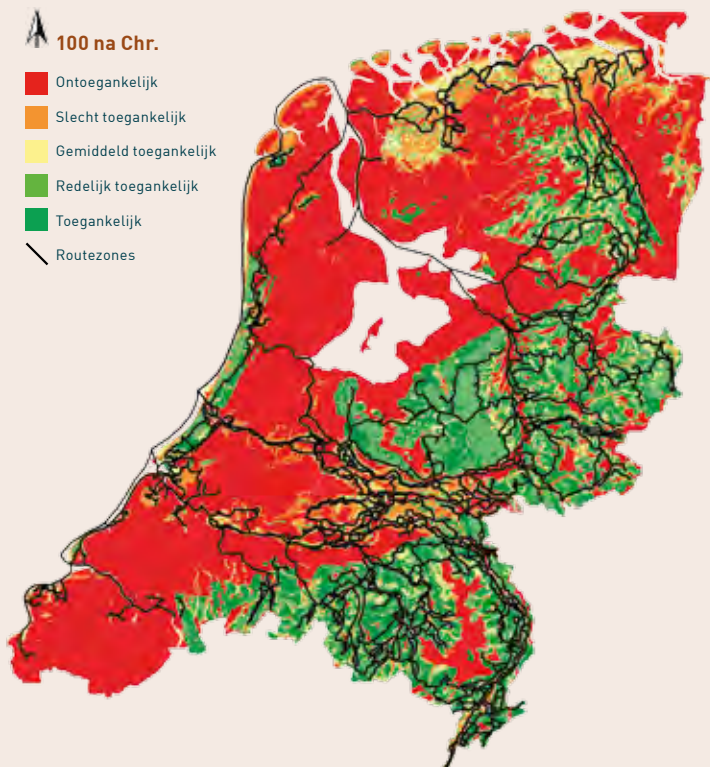 100 na Chr.
Ontoegankelijk
Slecht toegankelijk
Gemiddeld toegankelijk
Redelijk toegankelijk
Toegankelijk
Routezones